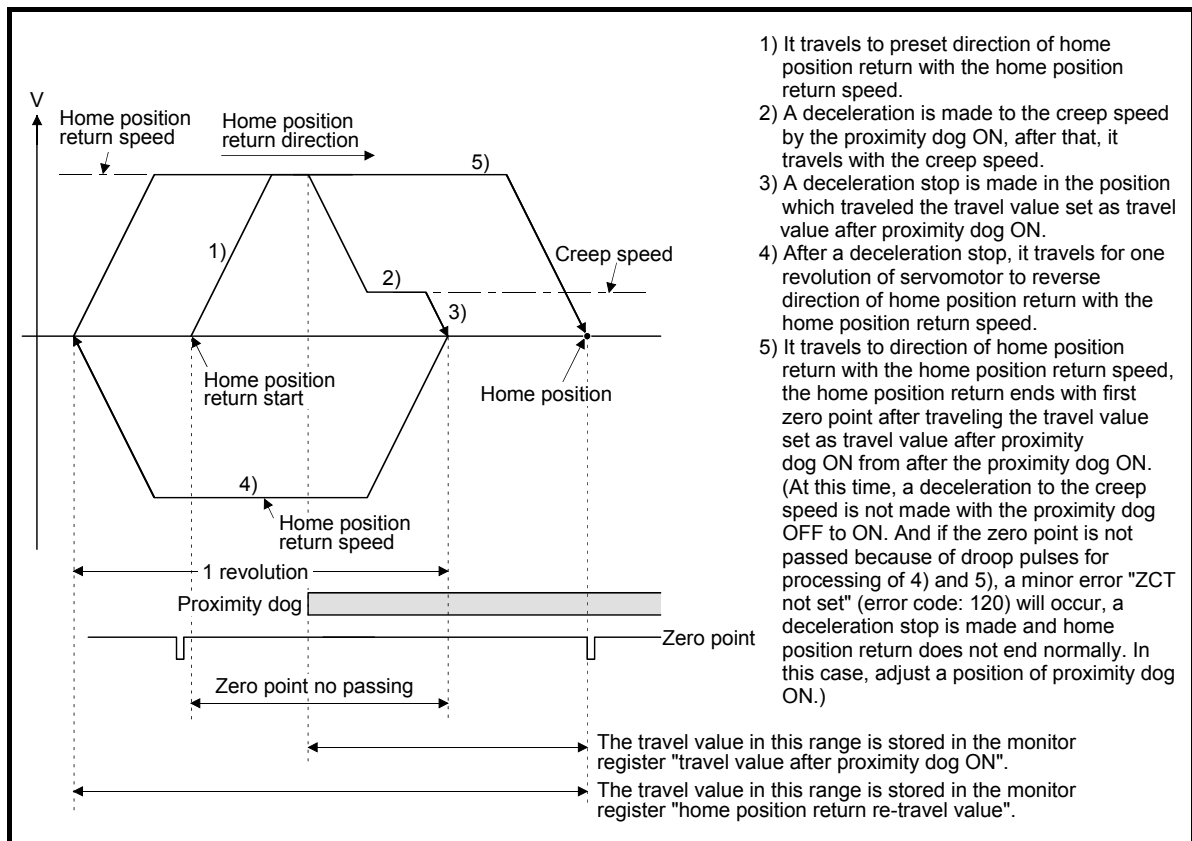 V
Home position
return speed
Home position
return direction
5)
1)
2)
Creep speed
3)
Home position
return start
Home position
4)
Home position
return speed
1 revolution
Proximity dog
Zero point
Zero point no passing
The travel value in this range is stored in the monitor
register "travel value after proximity dog ON".
The travel value in this range is stored in the monitor
register "home position return re-travel value".
1) It travels to preset direction of home
position return with the home position
return speed.
2) A deceleration is made to the creep speed
by the proximity dog ON, after that, it
travels with the creep speed.
3) A deceleration stop is made in the position
which traveled the travel value set as travel
value after proximity dog ON.
4) After a deceleration stop, it travels for one
revolution of servomotor to reverse
direction of home position return with the
home position return speed.
5) It travels to direction of home position
return with the home position return speed,
the home position return ends with first
zero point after traveling the travel value
set as travel value after proximity
dog ON from after the proximity dog ON.
(At this time, a deceleration to the creep
speed is not made with the proximity dog
OFF to ON. And if the zero point is not
passed because of droop pulses for
processing of 4) and 5), a minor error "ZCT
not set" (error code: 120) will occur, a
deceleration stop is made and home
position return does not end normally. In
this case, adjust a position of proximity dog
ON.)